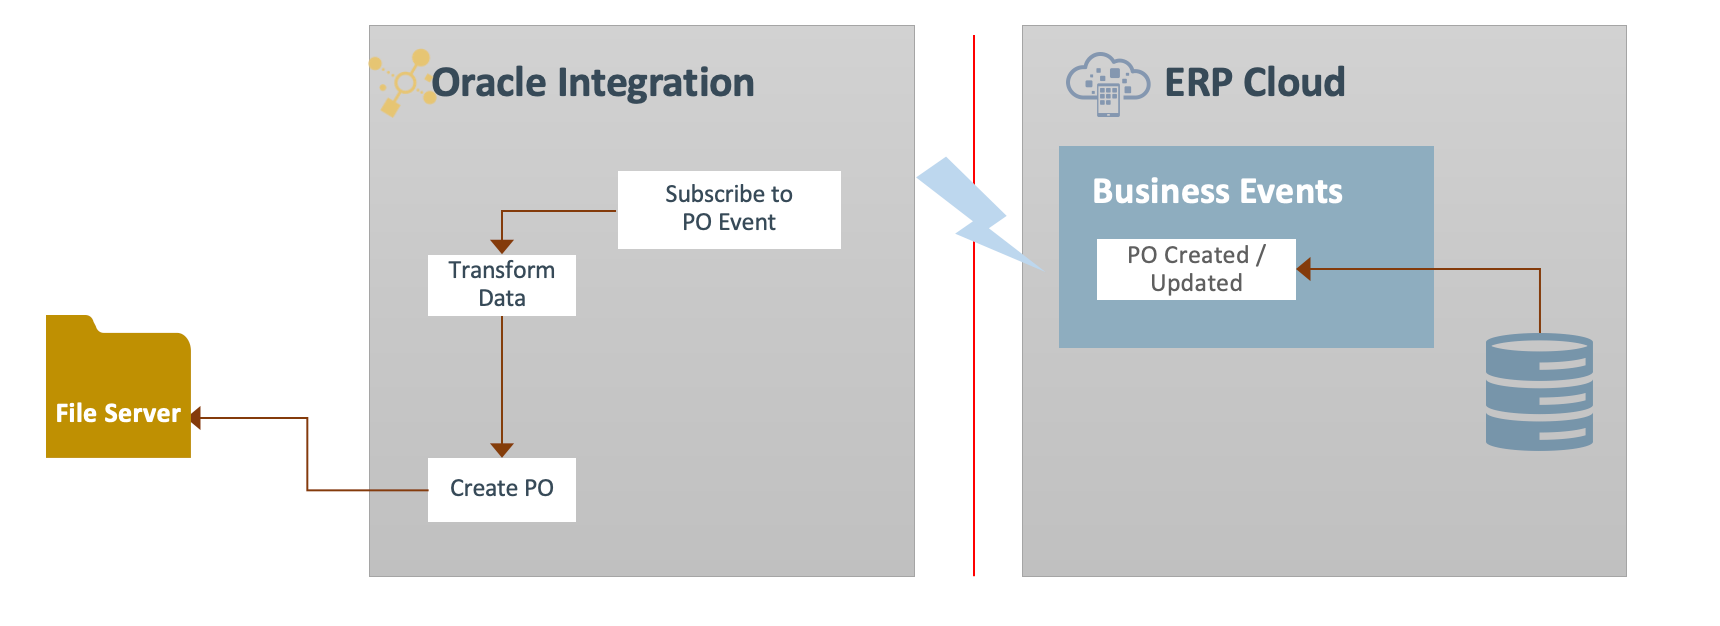 Oracle Integration
Subscribe to
PO Event
Transform
Data
Create PO
File Server
ERP Cloud
Business Events
PO Created /
Updated